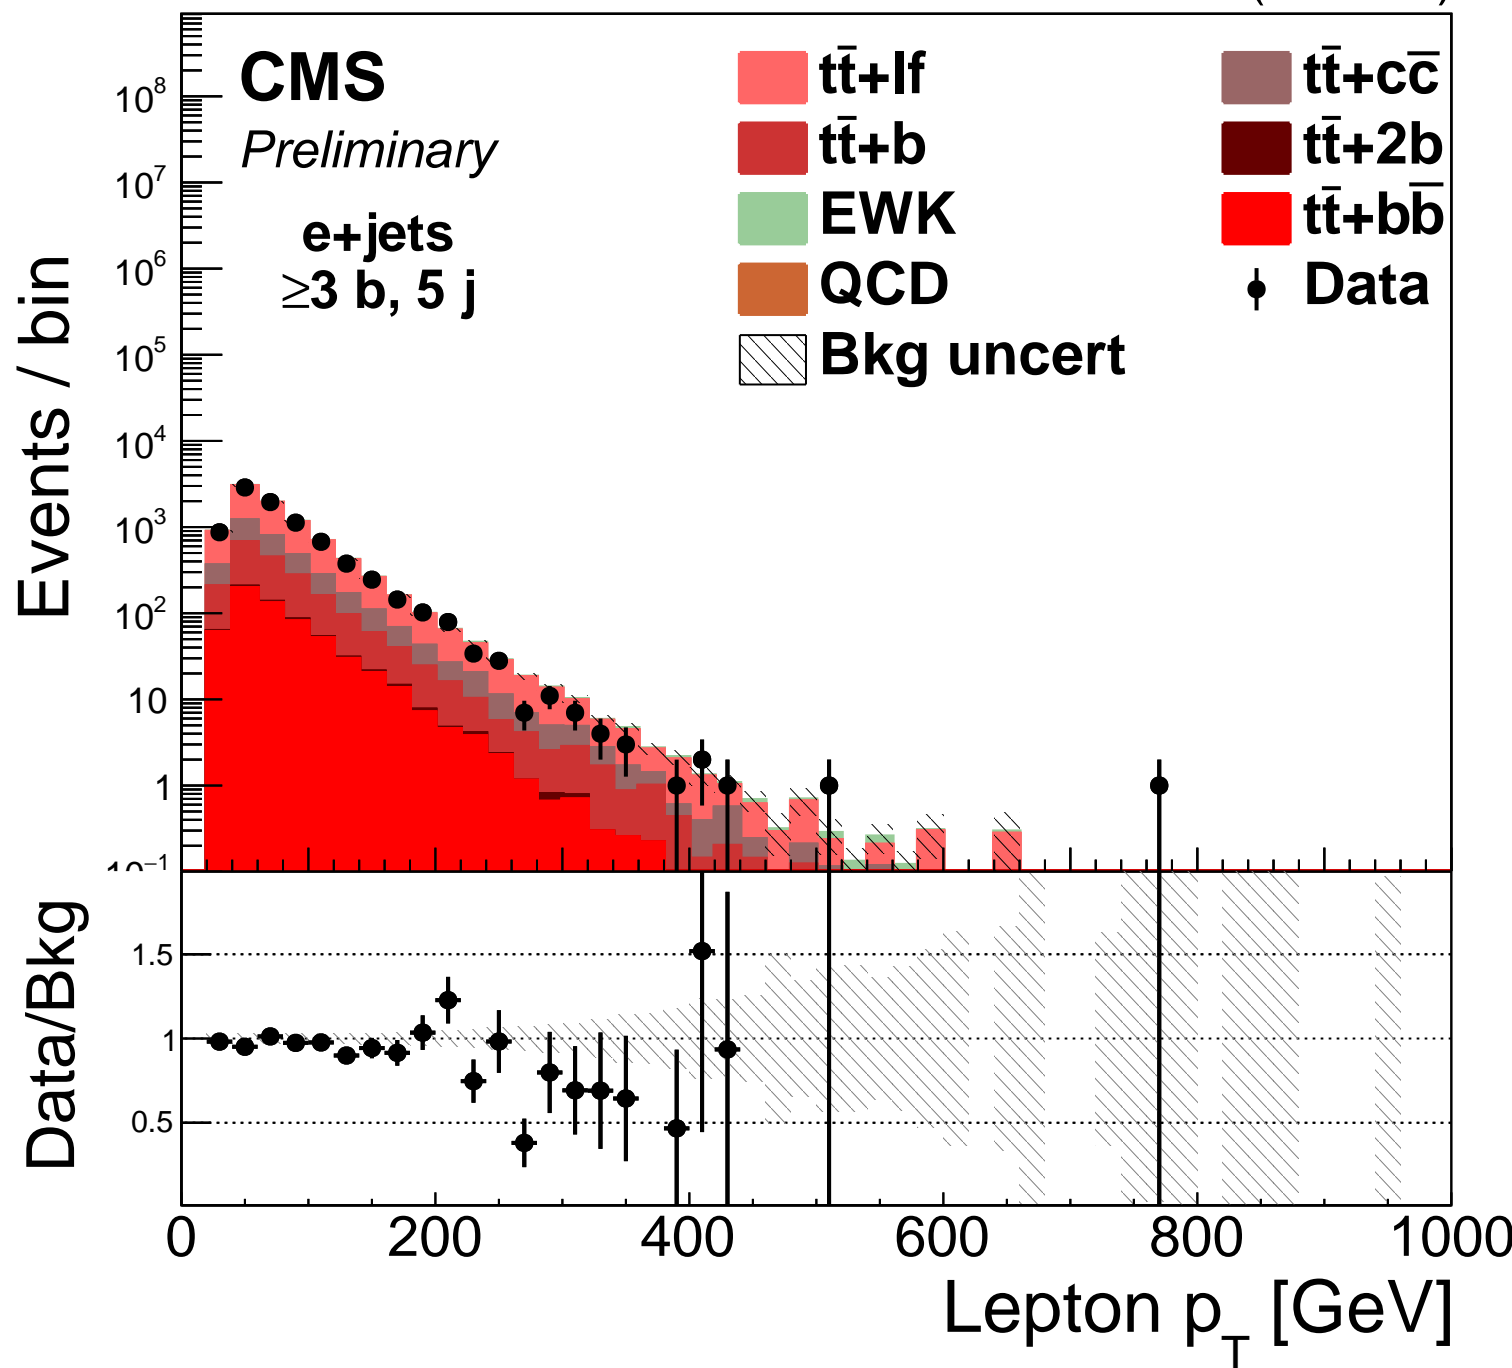 CMS
Preliminary
e+jets
≥3 b, 5 j
tt̄+lf
tt̄+cc̄
tt̄+b
tt̄+2b
EWK
tt̄+bb̄
QCD
Data
Bkg uncert
Events / bin
10⁸
10⁷
10⁶
10⁵
10⁴
10³
10²
10
1
10⁻¹
Data/Bkg
1.5
1
0.5
0 200 400 600 800 1000
Lepton p_T [GeV]